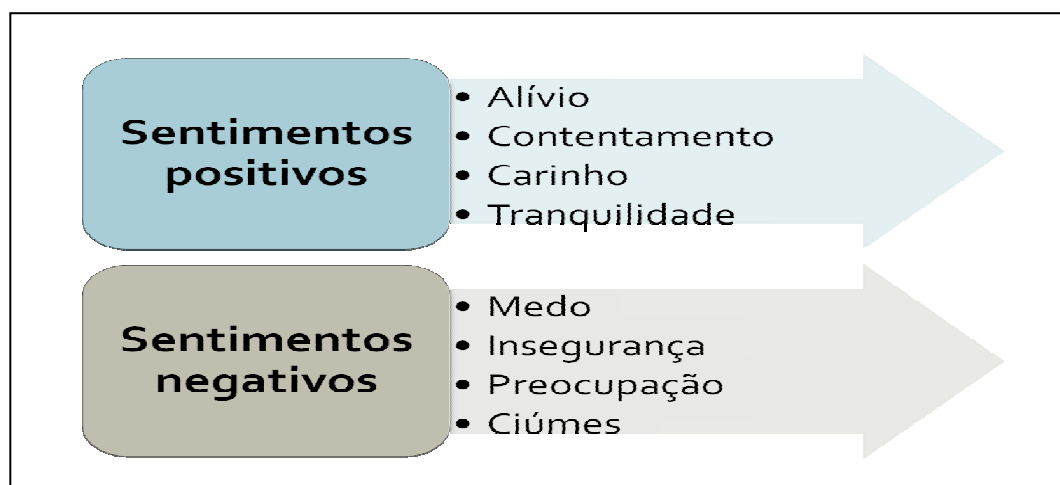 Sentimentos
positivos
• Alívio
• Contentamento
• Carinho
• Tranquilidade
Sentimentos
negativos
• Medo
• Insegurança
• Preocupação
• Ciúmes